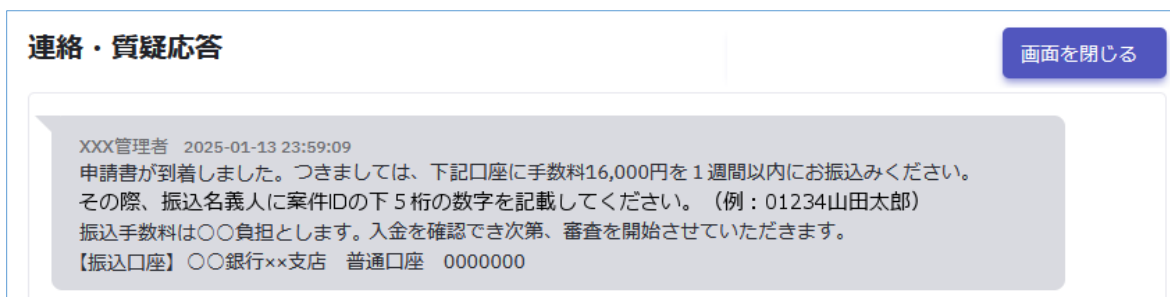 連絡・質疑応答
画面を閉じる
XXX管理者 2025-01-13 23:59:09
申請書が到着しました。つきましては、下記口座に手数料16,000円を１週間以内にお振込みください。
その際、振込名義人に案件IDの下５桁の数字を記載してください。（例：01234山田太郎）
振込手数料は○○負担とします。入金を確認でき次第、審査を開始させていただきます。
【振込口座】○○銀行××支店　普通口座　0000000